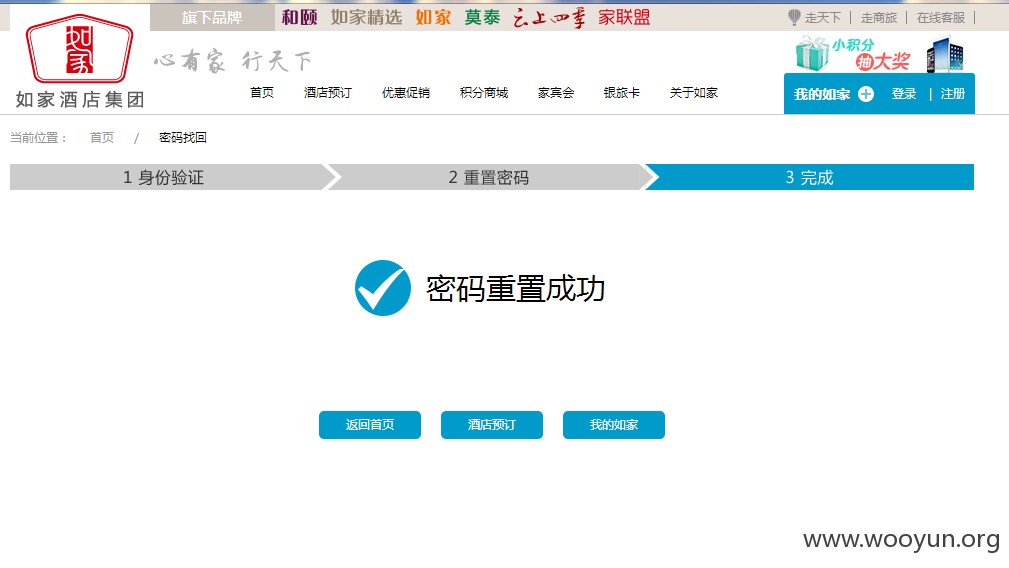 旗下品牌 和颐 如家精选 如家 莫泰 云上四季 家联盟 走天下 | 走商旅 | 在线客服 |
如家
如家酒店集团
心有家 行天下
小积分
抽大奖
首页 酒店预订 优惠促销 积分商城 家宾会 银旅卡 关于如家
我的如家 登录 | 注册
当前位置： 首页 / 密码找回
1 身份验证 2 重置密码 3 完成
密码重置成功
返回首页 酒店预订 我的如家
www.wooyun.org